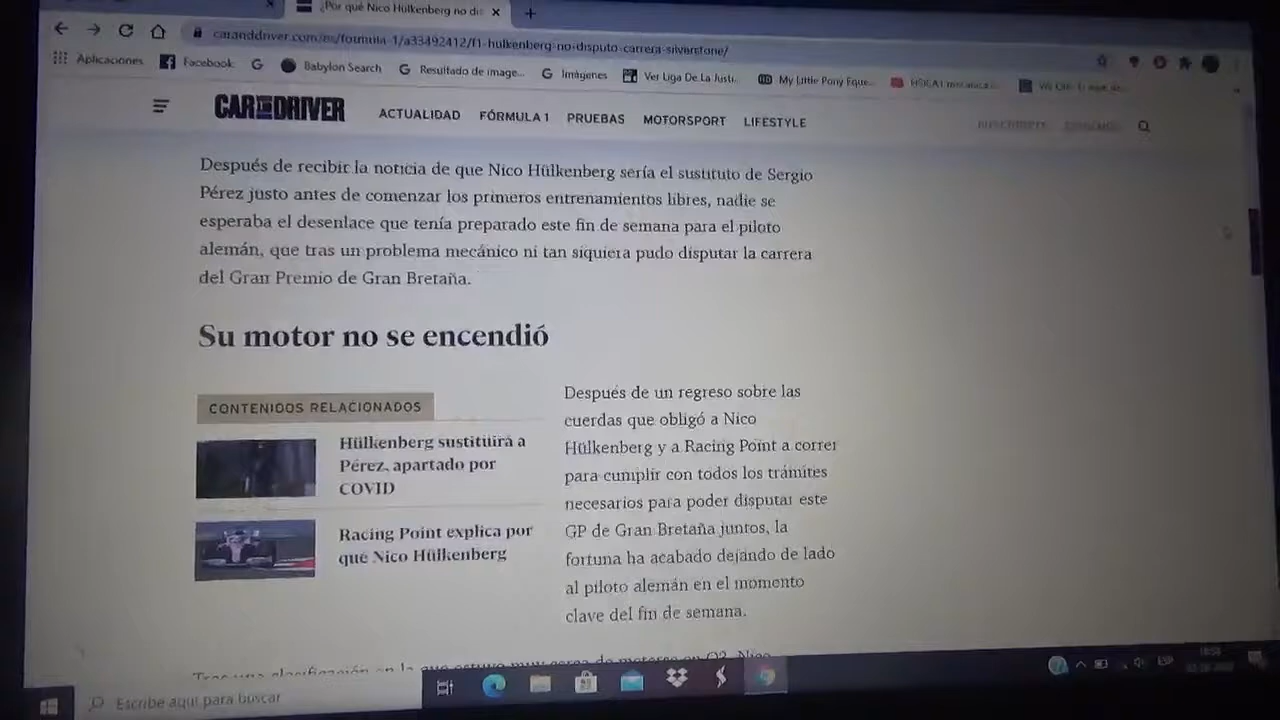 ¿Por qué Nico Hülkenberg no dis
caranddriver.com/es/formula-1/a33492412/f1-hulkenberg-no-disputo-carrera-silverstone/
Aplicaciones Facebook Babylon Search Resultado de image... Imágenes Ver Liga De La Justi... My Little Pony Eque...
CAR AND DRIVER ACTUALIDAD FÓRMULA 1 PRUEBAS MOTORSPORT LIFESTYLE
Después de recibir la noticia de que Nico Hülkenberg sería el sustituto de Sergio
Pérez justo antes de comenzar los primeros entrenamientos libres, nadie se
esperaba el desenlace que tenía preparado este fin de semana para el piloto
alemán, que tras un problema mecánico ni tan siquiera pudo disputar la carrera
del Gran Premio de Gran Bretaña.
Su motor no se encendió
CONTENIDOS RELACIONADOS
Hülkenberg sustituirá a
Pérez, apartado por
COVID
Racing Point explica por
qué Nico Hülkenberg
Después de un regreso sobre las
cuerdas que obligó a Nico
Hülkenberg y a Racing Point a correr
para cumplir con todos los trámites
necesarios para poder disputar este
GP de Gran Bretaña juntos, la
fortuna ha acabado dejando de lado
al piloto alemán en el momento
clave del fin de semana.
Escribe aquí para buscar
ESP